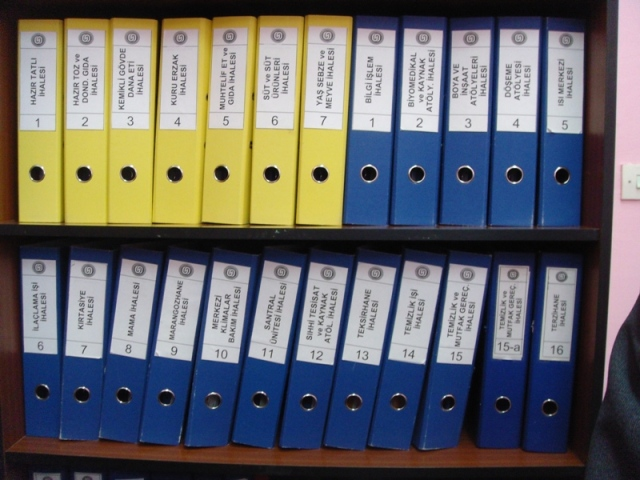 HAZIR TATLI
İHALESİ
1
HAZIR TOZ ve
DOND. GIDA
İHALESİ
2
KEMİKLİ GÖVDE
DANA ETİ
İHALESİ
3
KURU ERZAK
İHALESİ
4
MUHTELİF ET ve
GIDA İHALESİ
5
SÜT ve SÜT
ÜRÜNLERİ
İHALESİ
6
YAŞ SEBZE ve
MEYVE İHALESİ
7
BİLGİ İŞLEM
İHALESİ
1
BİYOMEDİKAL
ve KAYNAK
ATÖLY. İHALESİ
2
BOYA VE
İNŞAAT
ATÖLYELERİ
İHALESİ
3
DÖŞEME
ATÖLYESİ
İHALESİ
4
ISI MERKEZİ
İHALESİ
5
İLAÇLAMA İŞİ
İHALESİ
6
KIRTASİYE
İHALESİ
7
MAMA İHALESİ
8
MARANGOZHANE
İHALESİ
9
MERKEZİ
KLİMALAR
BAKIM İHALESİ
10
SANTRAL
ÜNİTESİ İHALESİ
11
SIHHİ TESİSAT
ve KAYNAK
ATÖL. İHALESİ
12
TEKSİRHANE
İHALESİ
13
TEMİZLİK İŞİ
İHALESİ
14
TEMİZLİK ve
MUTFAK GEREÇ.
İHALESİ
15
TEMİZLİK ve
MUTFAK GEREÇ.
İHALESİ
15-a
TERZİHANE
İHALESİ
16